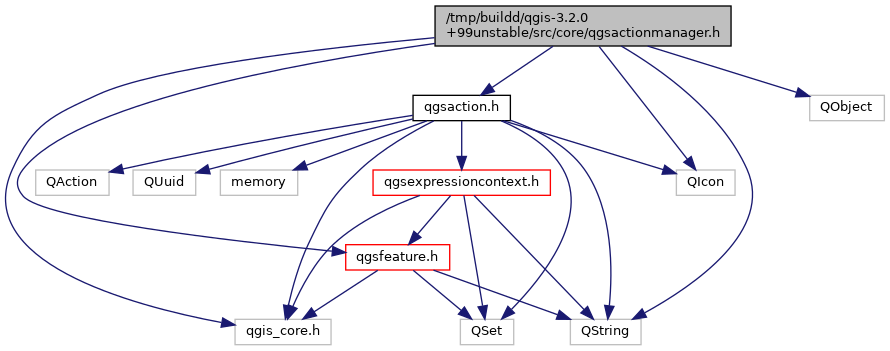 /tmp/buildd/qgis-3.2.0
+99unstable/src/core/qgsactionmanager.h
qgsaction.h
QObject
QAction
QUuid
memory
qgsexpressioncontext.h
QIcon
qgsfeature.h
qgis_core.h
QSet
QString